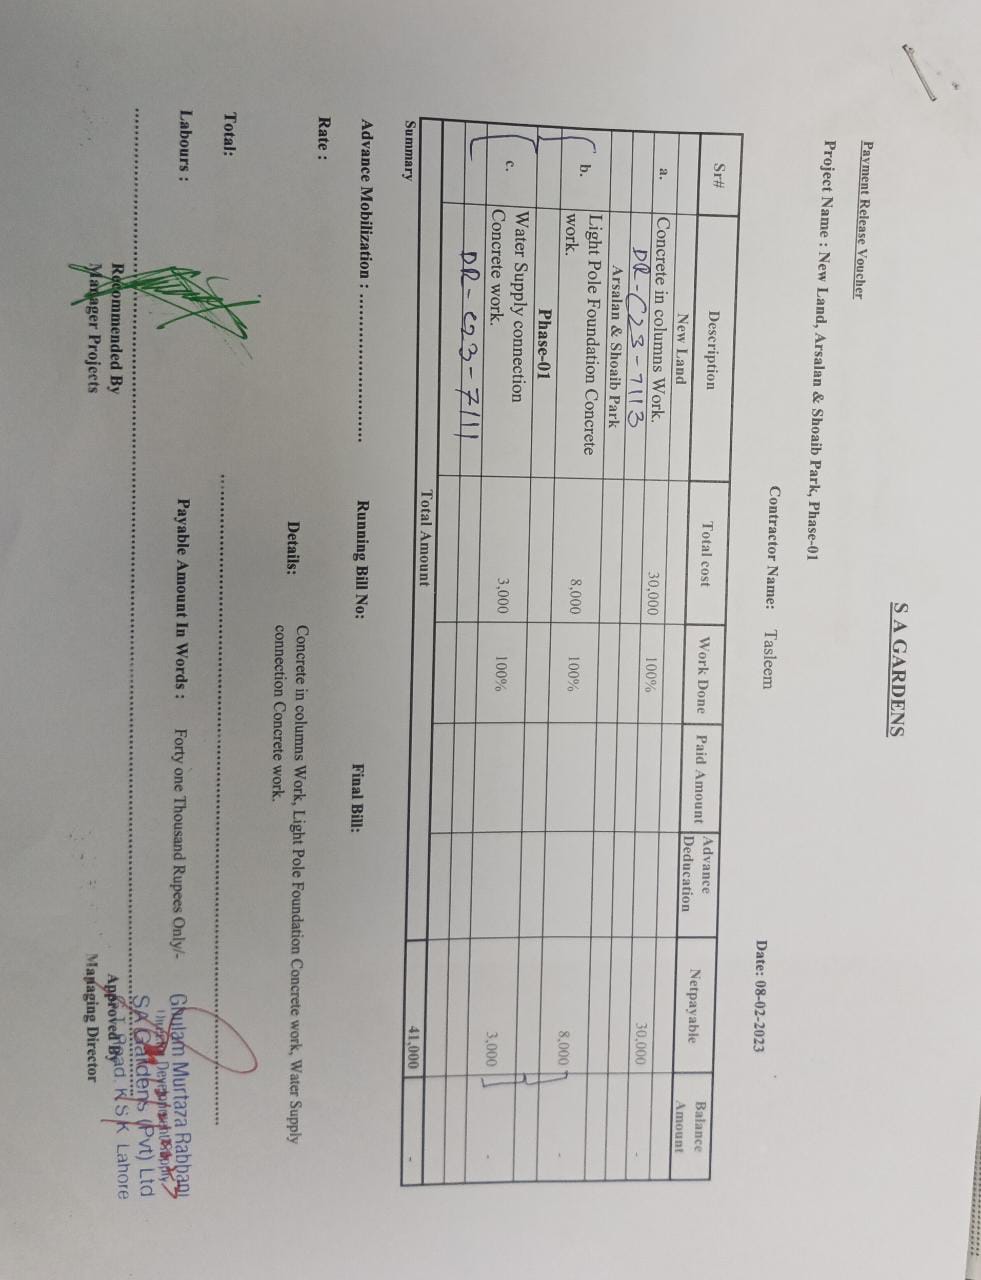 S A GARDENS
Payment Release Voucher
Contractor Name: Tasleem
Date: 08-02-2023
Project Name : New Land, Arsalan & Shoaib Park, Phase-01
Sr# Description Total cost Work Done Paid Amount Advance Deducation Netpayable Balance Amount
New Land
a. Concrete in columns Work. 30,000 100% 30,000 -
DR-C23-7113
Arsalan & Shoaib Park
b. Light Pole Foundation Concrete work. 8,000 100% 8,000 -
Phase-01
c. Water Supply connection Concrete work. 3,000 100% 3,000 -
DR-C23-7111
Total Amount 41,000 -
Summary
Advance Mobilization : .......................... Running Bill No: Final Bill:
Rate :
Details: Concrete in columns Work, Light Pole Foundation Concrete work, Water Supply
connection Concrete work.
Total:
Labours : Payable Amount In Words : Forty one Thousand Rupees Only/-
Ghulam Murtaza Rabbani
SA Gardens (Pvt) Ltd
Road. K S K Lahore
Recommended By Approved By
Manager Projects Managing Director